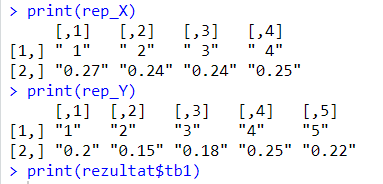 > print(rep_X)
     [,1]   [,2]   [,3]   [,4]
[1,] " 1"   " 2"   " 3"   " 4"
[2,] "0.27" "0.24" "0.24" "0.25"
> print(rep_Y)
     [,1]  [,2]   [,3]   [,4]   [,5]
[1,] "1"   "2"    "3"    "4"    "5"
[2,] "0.2" "0.15" "0.18" "0.25" "0.22"
> print(rezultat$tb1)